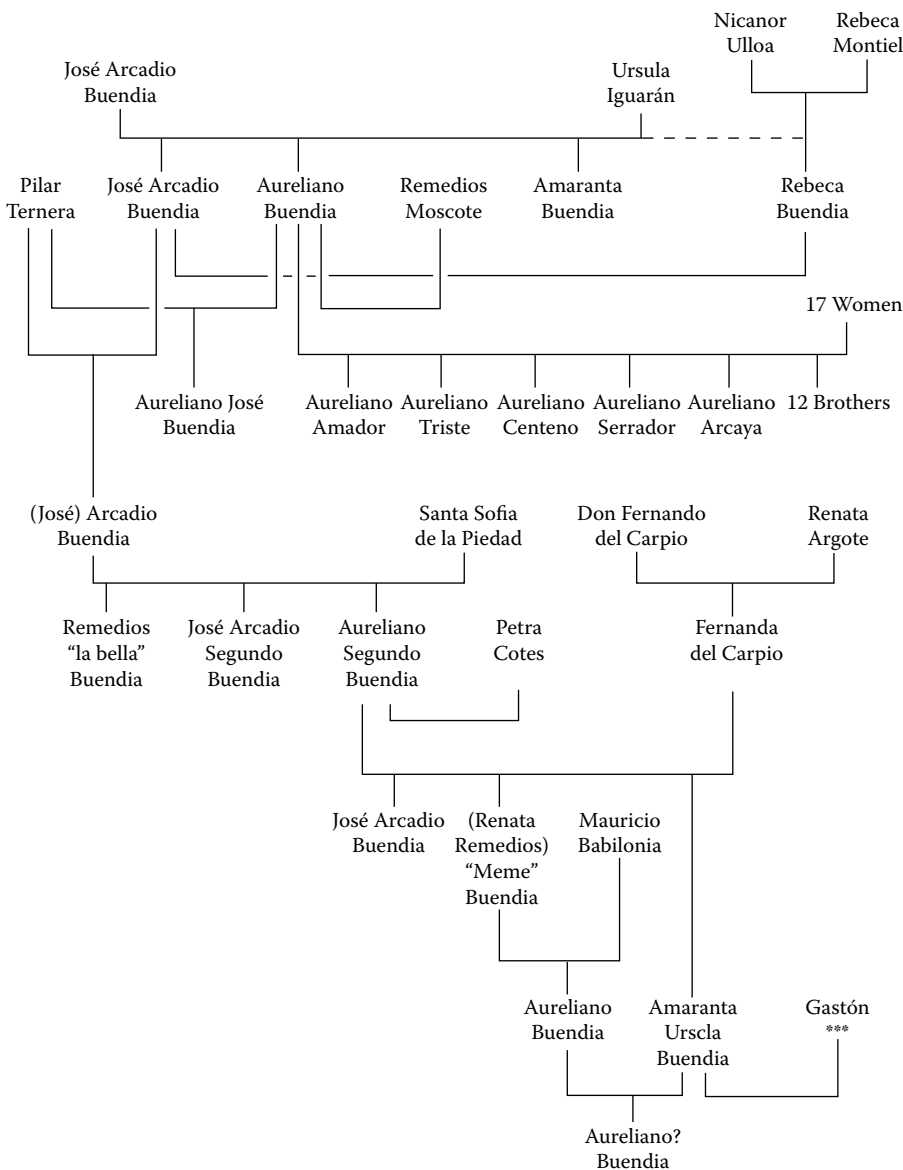 Nicanor
Ulloa
Rebeca
Montiel
José Arcadio
Buendia
Ursula
Iguarán
Pilar
Ternera
José Arcadio
Buendia
Aureliano
Buendia
Remedios
Moscote
Amaranta
Buendia
Rebeca
Buendia
17 Women
Aureliano José
Buendia
Aureliano
Amador
Aureliano
Triste
Aureliano
Centeno
Aureliano
Serrador
Aureliano
Arcaya
12 Brothers
(José) Arcadio
Buendia
Santa Sofia
de la Piedad
Don Fernando
del Carpio
Renata
Argote
Remedios
“la bella”
Buendia
José Arcadio
Segundo
Buendia
Aureliano
Segundo
Buendia
Petra
Cotes
Fernanda
del Carpio
José Arcadio
Buendia
(Renata
Remedios)
“Meme”
Buendia
Mauricio
Babilonia
Aureliano
Buendia
Amaranta
Urscla
Buendia
Gastón
***
Aureliano?
Buendia